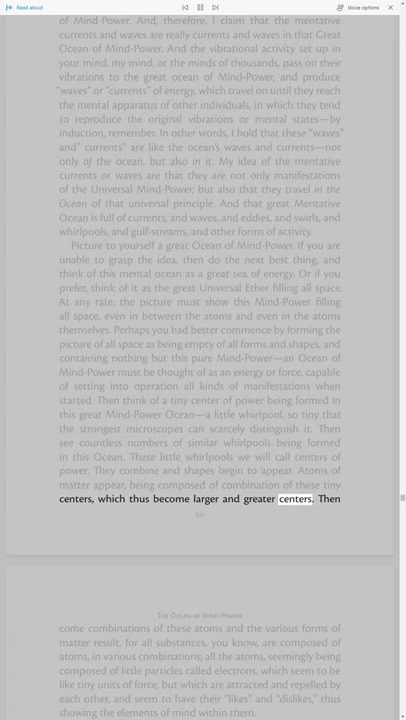 Read aloud
Voice options
of Mind-Power. And, therefore, I claim that the mentative
currents and waves are really currents and waves in that Great
Ocean of Mind-Power. And the vibrational activity set up in
your mind, my mind, or the minds of thousands, pass on their
vibrations to the great ocean of Mind-Power, and produce
“waves” or “currents” of energy, which travel on until they reach
the mental apparatus of other individuals, in which they tend
to reproduce the original vibrations or mental states—by
induction, remember. In other words, I hold that these “waves”
and” currents” are like the ocean’s waves and currents—not
only of the ocean, but also in it. My idea of the mentative
currents or waves are that they are not only manifestations
of the Universal Mind-Power, but also that they travel in the
Ocean of that universal principle. And that great Mentative
Ocean is full of currents, and waves, and eddies, and swirls, and
whirlpools, and gulf-streams, and other forms of activity.
Picture to yourself a great Ocean of Mind-Power. If you are
unable to grasp the idea, then do the next best thing, and
think of this mental ocean as a great sea of energy. Or if you
prefer, think of it as the great Universal Ether filling all space.
At any rate, the picture must show this Mind-Power filling
all space, even in between the atoms and even in the atoms
themselves. Perhaps you had better commence by forming the
picture of all space as being empty of all forms and shapes, and
containing nothing but this pure Mind-Power—an Ocean of
Mind-Power must be thought of as an energy or force, capable
of setting into operation all kinds of manifestations when
started. Then think of a tiny center of power being formed in
this great Mind-Power Ocean—a little whirlpool, so tiny that
the strongest microscopes can scarcely distinguish it. Then
see countless numbers of similar whirlpools being formed
in this Ocean. These little whirlpools we will call centers of
power. They combine and shapes begin to appear. Atoms of
matter appear, being composed of combination of these tiny
centers, which thus become larger and greater centers. Then
The Ocean of Mind-Power
come combinations of these atoms and the various forms of
matter result, for all substances, you know, are composed of
atoms, in various combinations; all the atoms, seemingly being
composed of little particles called electrons, which seem to be
like tiny units of force, but which are attracted and repelled by
each other, and seem to have their “likes” and “dislikes,” thus
showing the elements of mind within them.